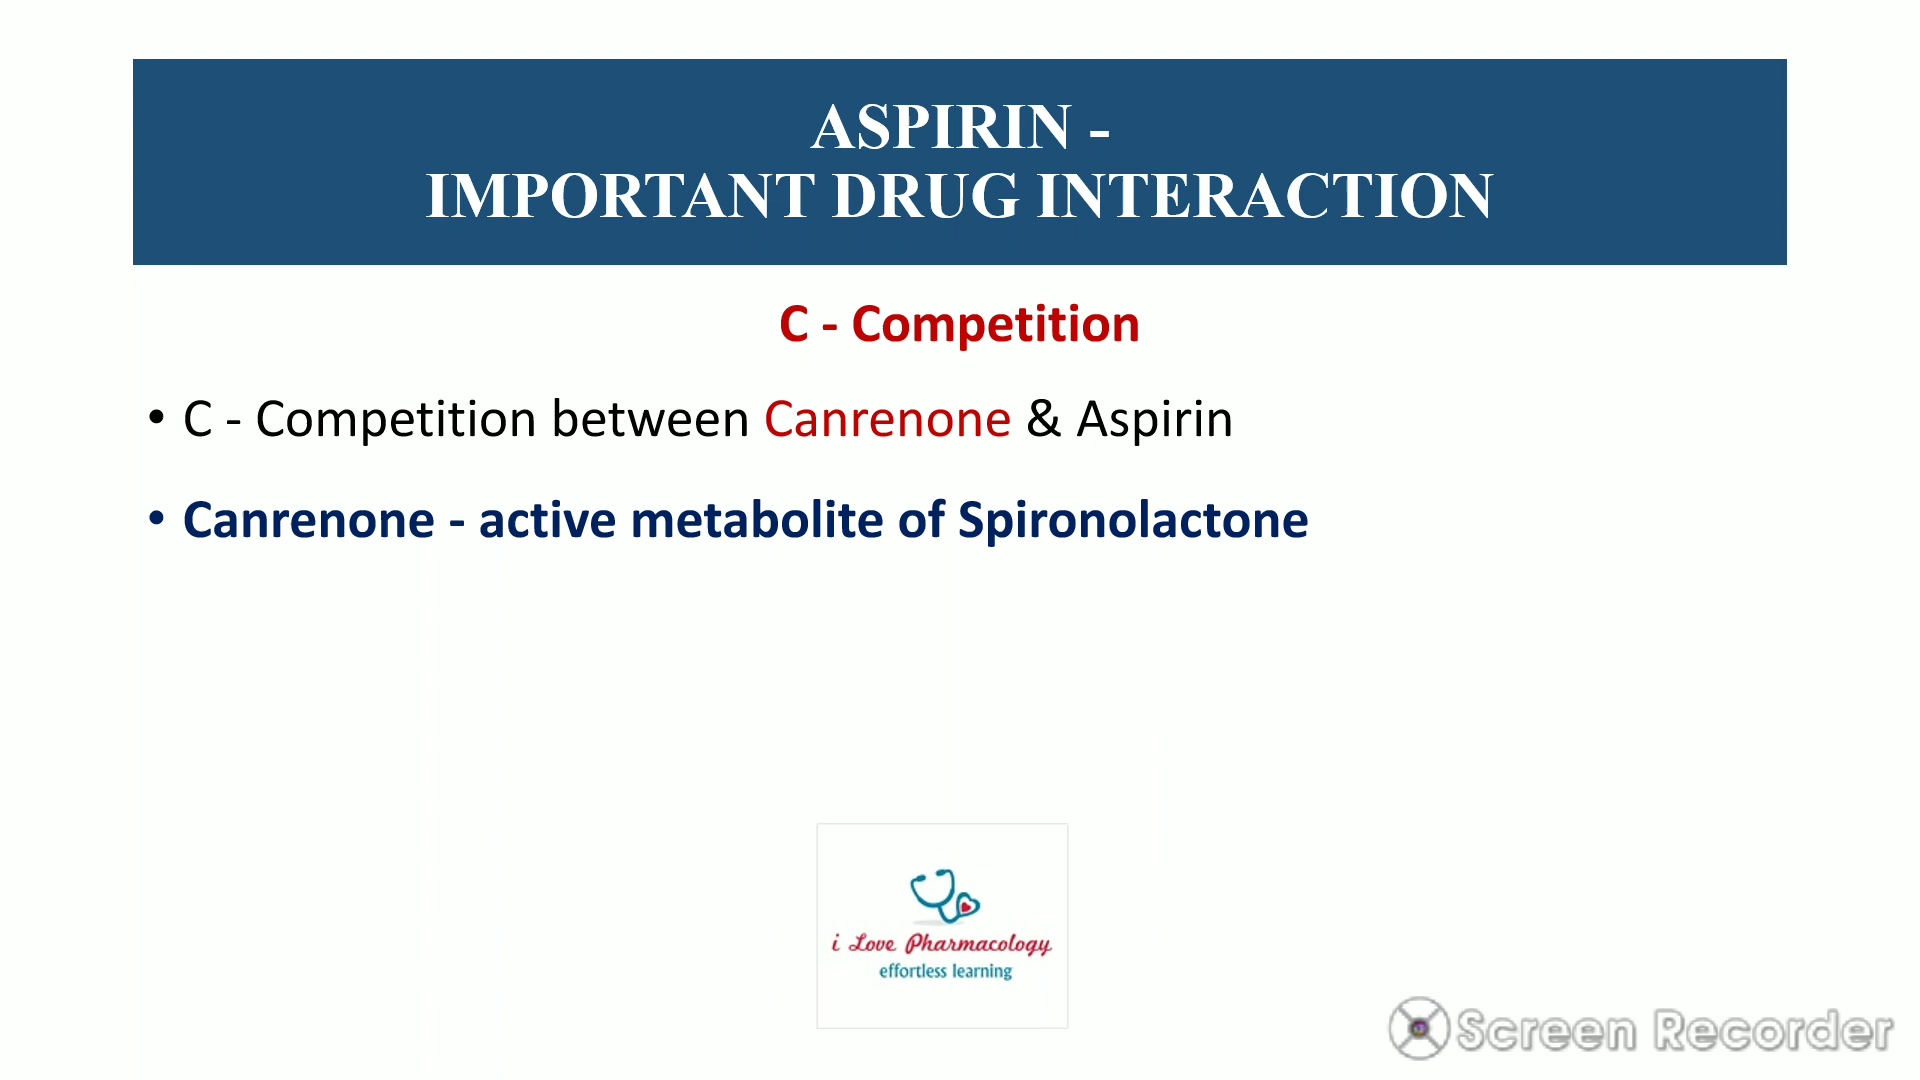 ASPIRIN -
IMPORTANT DRUG INTERACTION
C - Competition
• C - Competition between Canrenone & Aspirin
• Canrenone - active metabolite of Spironolactone
i Love Pharmacology
effortless learning
Screen Recorder